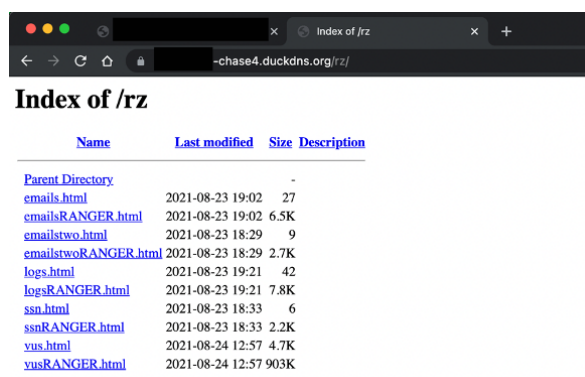 Index of /rz
-chase4.duckdns.org/rz/
Index of /rz
Name Last modified Size Description
Parent Directory -
emails.html 2021-08-23 19:02 27
emailsRANGER.html 2021-08-23 19:02 6.5K
emailstwo.html 2021-08-23 18:29 9
emailstwoRANGER.html 2021-08-23 18:29 2.7K
logs.html 2021-08-23 19:21 42
logsRANGER.html 2021-08-23 19:21 7.8K
ssn.html 2021-08-23 18:33 6
ssnRANGER.html 2021-08-23 18:33 2.2K
vus.html 2021-08-24 12:57 4.7K
vusRANGER.html 2021-08-24 12:57 903K